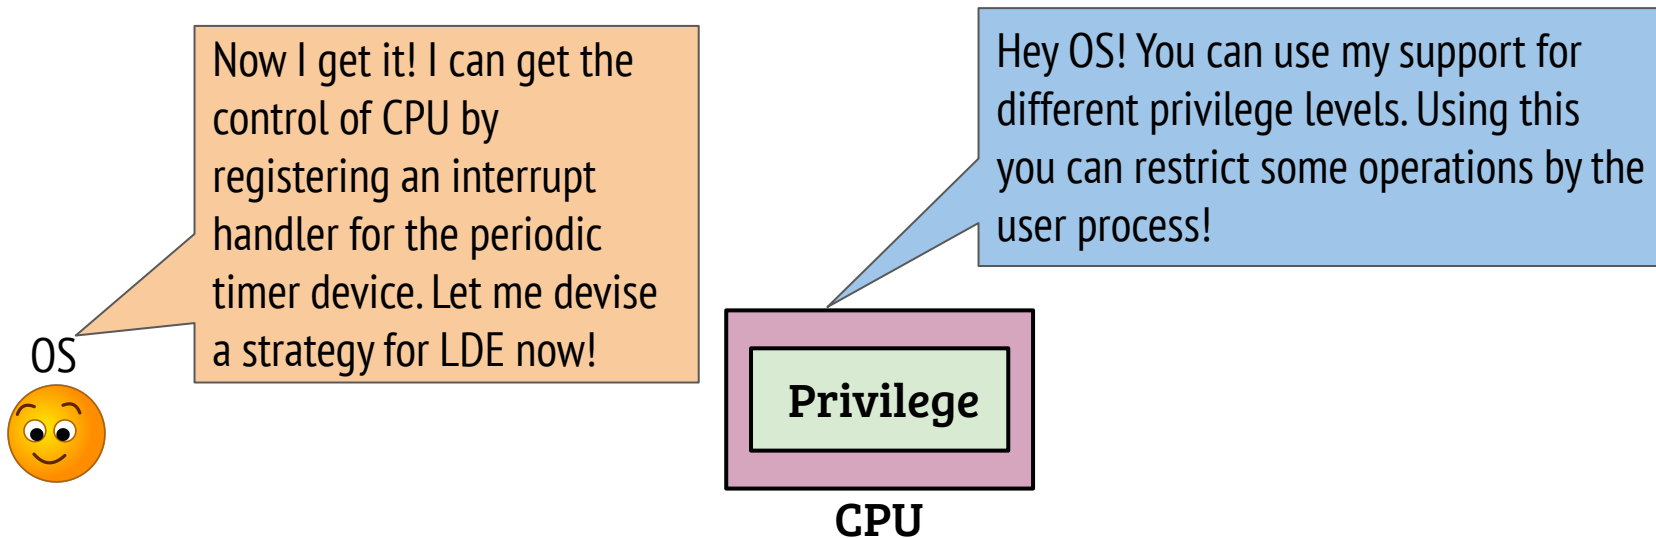 Now I get it! I can get the
control of CPU by
registering an interrupt
handler for the periodic
timer device. Let me devise
a strategy for LDE now!
OS
Hey OS! You can use my support for
different privilege levels. Using this
you can restrict some operations by the
user process!
Privilege
CPU